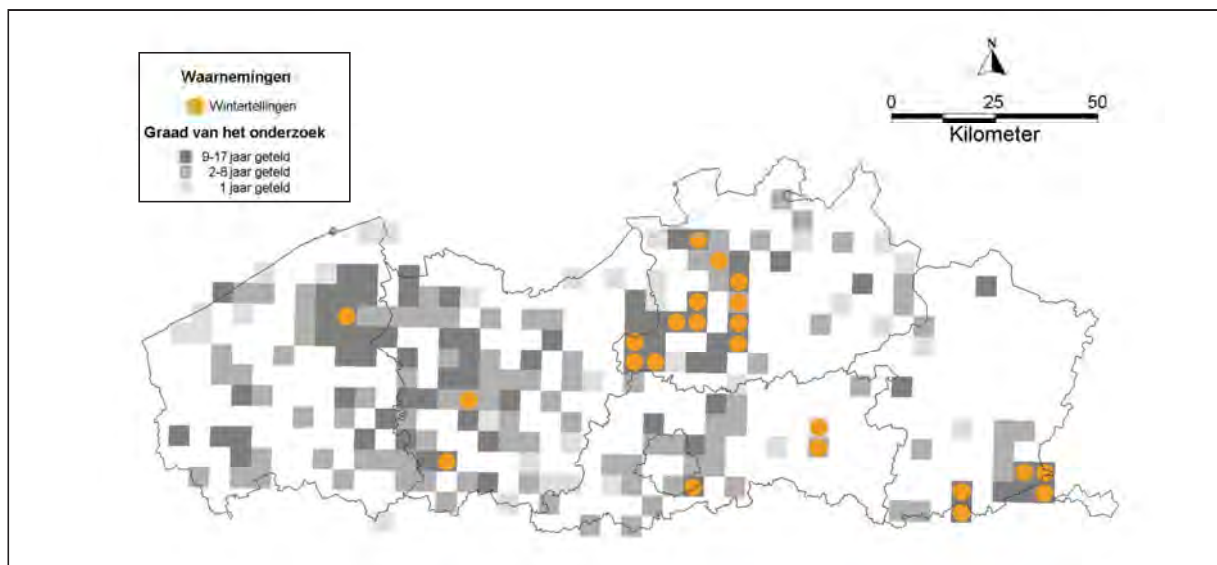 Waarnemingen
Wintertellingen
Graad van het onderzoek
9-17 jaar geteld
2-8 jaar geteld
1 jaar geteld
N
0 25 50
Kilometer